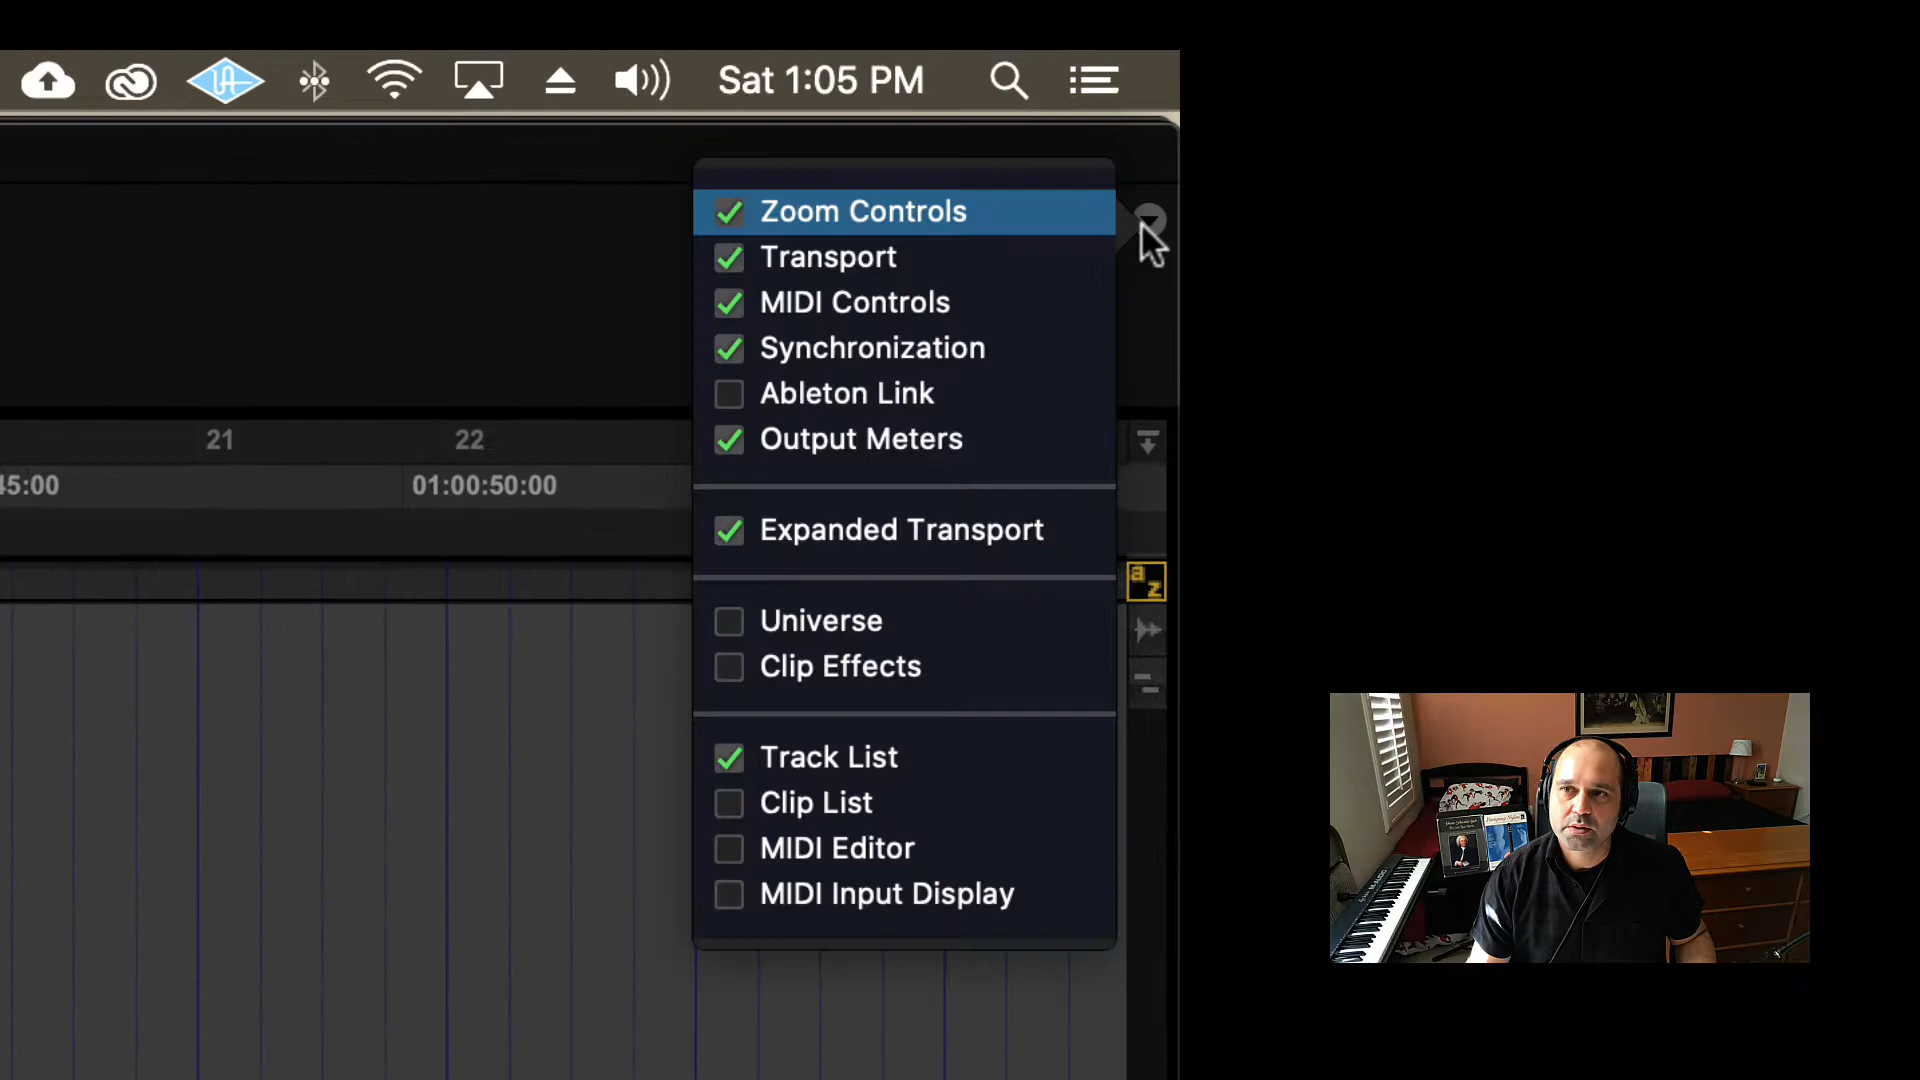 Sat 1:05 PM
Zoom Controls
Transport
MIDI Controls
Synchronization
Ableton Link
Output Meters
Expanded Transport
Universe
Clip Effects
Track List
Clip List
MIDI Editor
MIDI Input Display
21
22
45:00
01:00:50:00
a
z
M-AUDIO